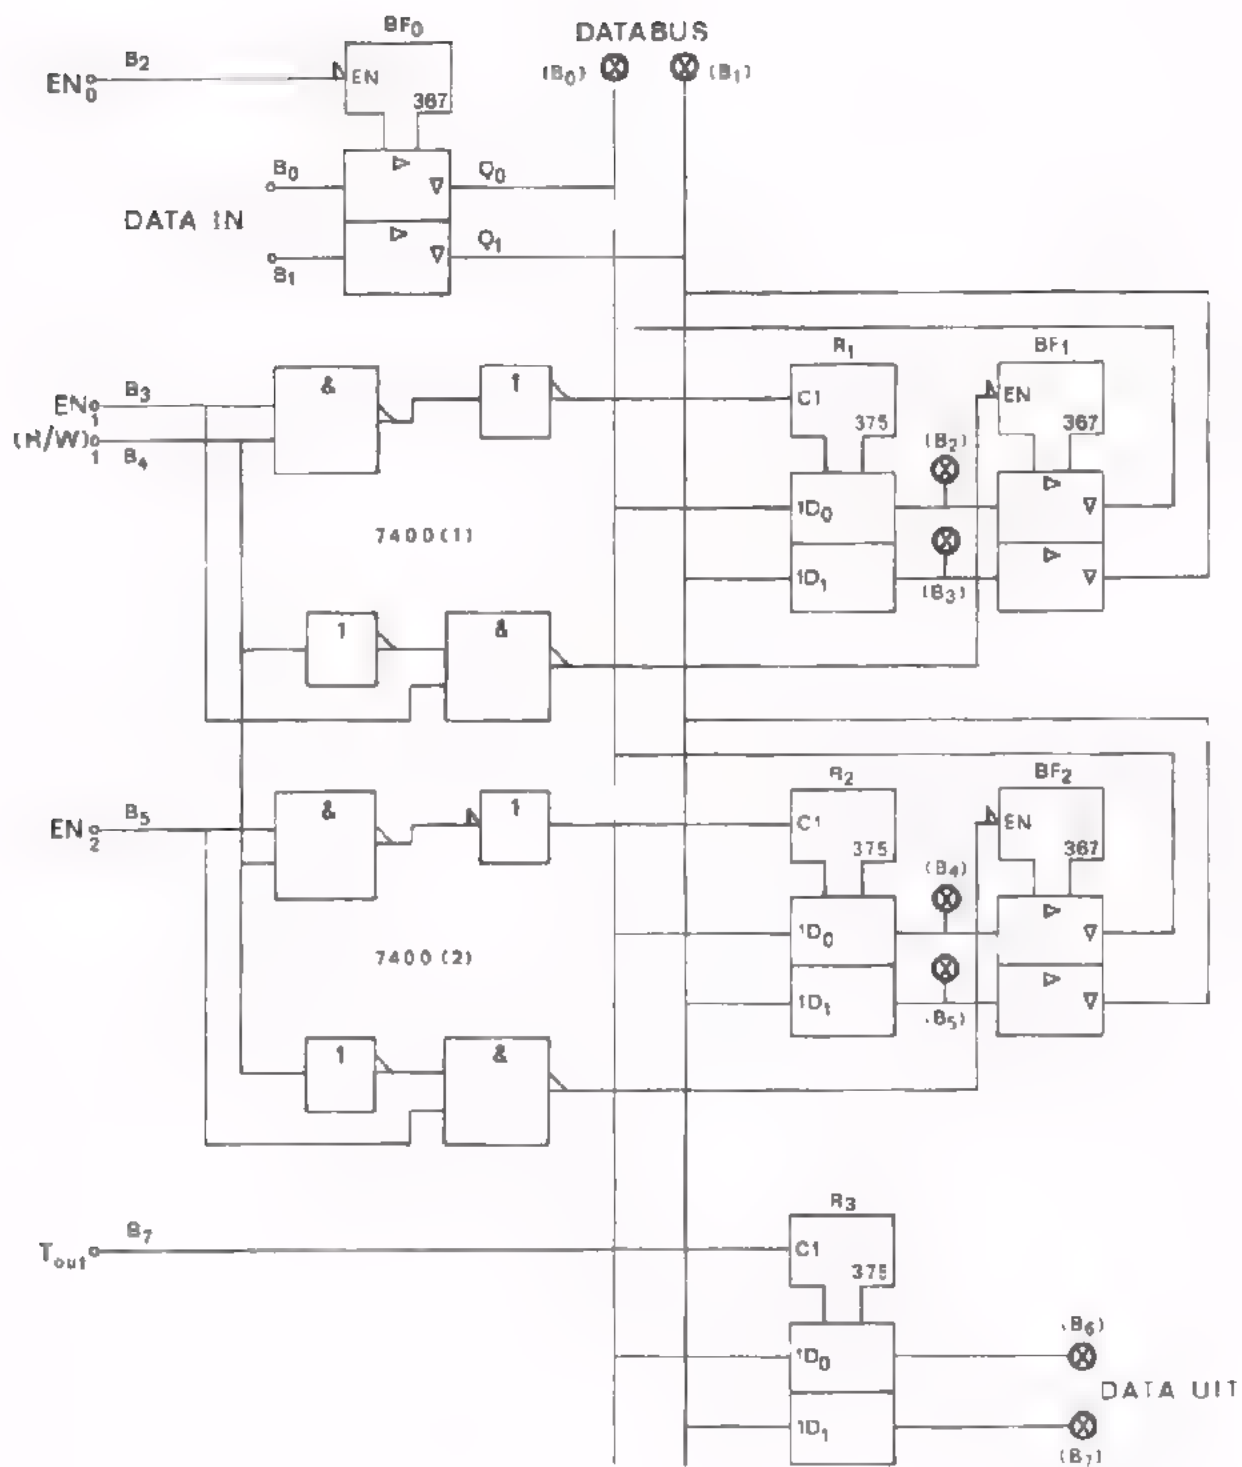 BF0
DATABUS
B2
(B0)
(B1)
EN0
EN
367
B0
Q0
DATA IN
B1
Q1
R1
BF1
B3
&
1
EN1
C1
EN
(R/W)1
B4
375
367
(B2)
1D0
7400(1)
1D1
(B3)
1
&
R2
BF2
B5
&
1
EN2
C1
EN
375
367
(B4)
1D0
7400(2)
1D1
(B5)
1
&
R3
B7
Tout
C1
375
(B6)
1D0
DATA UIT
1D1
(B7)